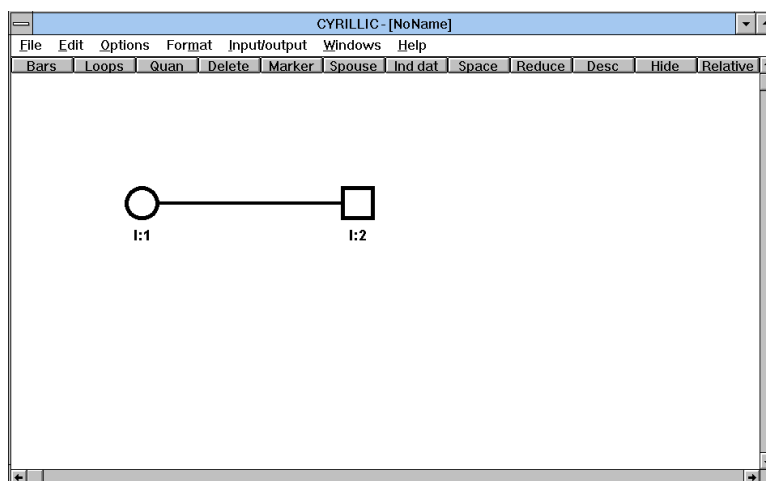 CYRILLIC - [NoName]
File Edit Options Format Input/output Windows Help
Bars Loops Quan Delete Marker Spouse Ind dat Space Reduce Desc Hide Relative
I:1 I:2